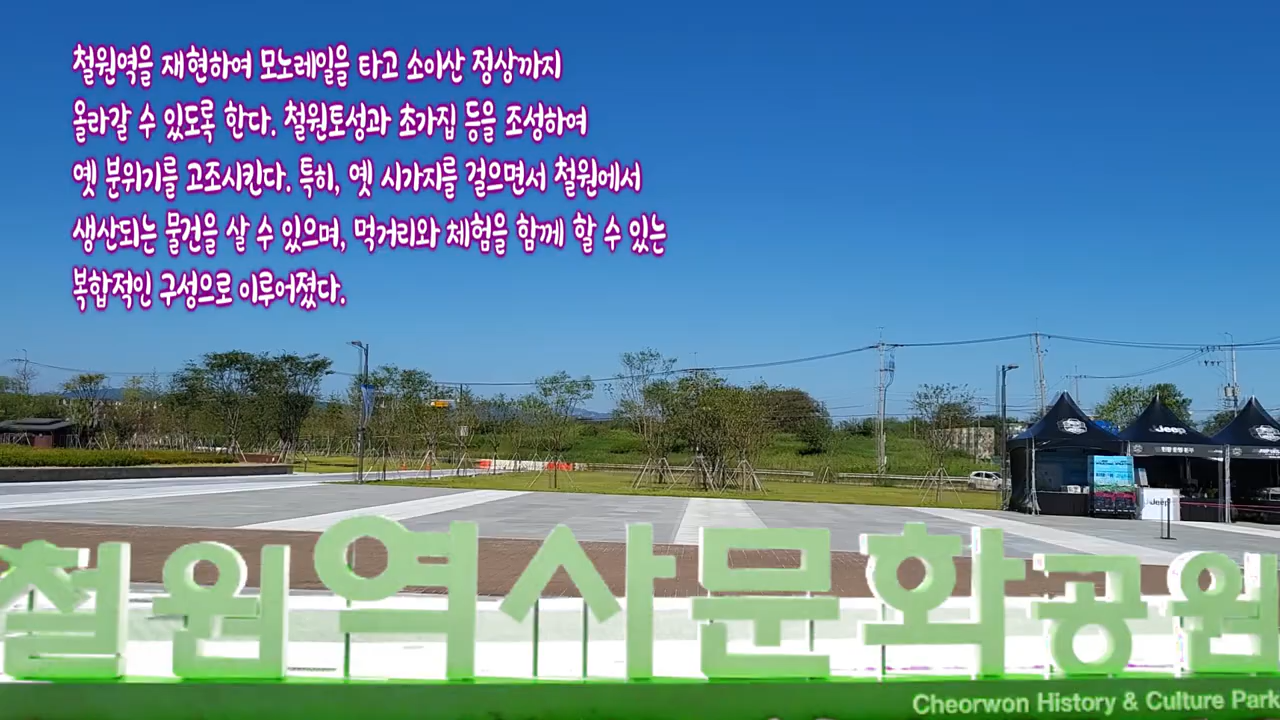 철원역을 재현하여 모노레일을 타고 소이산 정상까지
올라갈 수 있도록 한다. 철원토성과 초가집 등을 조성하여
옛 분위기를 고조시킨다. 특히, 옛 시가지를 걸으면서 철원에서
생산되는 물건을 살 수 있으며, 먹거리와 체험을 함께 할 수 있는
복합적인 구성으로 이루어졌다.
Jeep
Jeep
철원역사문화공원
Cheorwon History & Culture Park